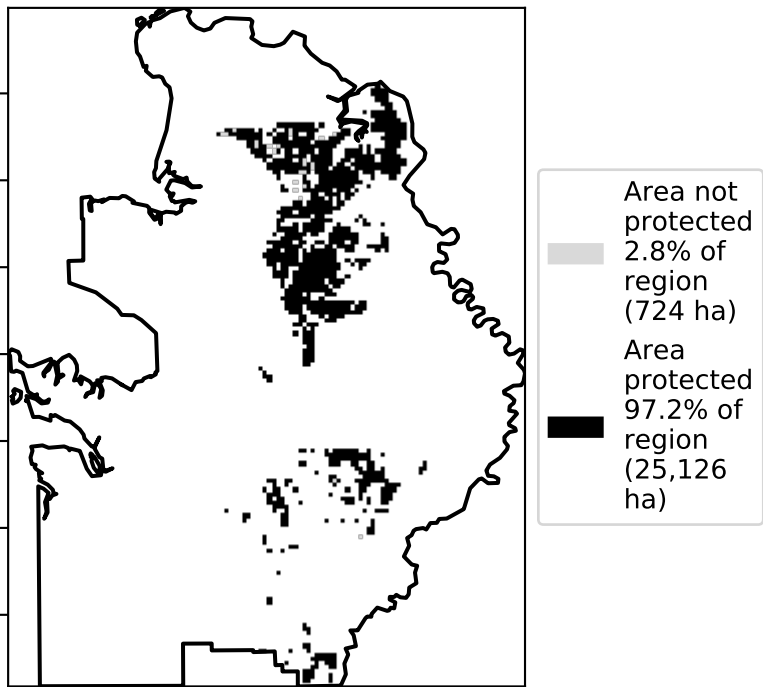 Area not
protected
2.8% of
region
(724 ha)
Area
protected
97.2% of
region
(25,126
ha)